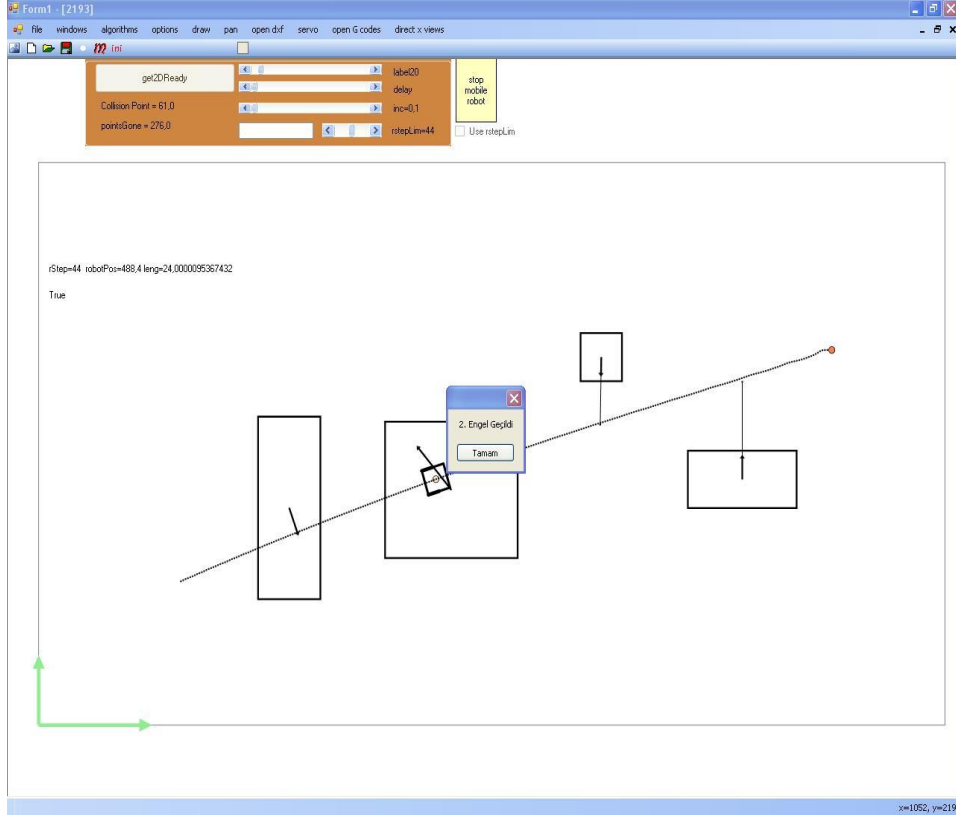 Form1 - [2193]
file windows algorithms options draw pan open dxf servo open G codes direct x views
m ini
get2DReady
label20
delay
Collision Point = 61,0
inc=0,1
pointsGone = 276,0
rstepLim=44
stop
mobile
robot
Use rstepLim
rStep=44 robotPos=488,4 leng=24,0000095367432
True
2. Engel Geçildi
Tamam
x=1052, y=219